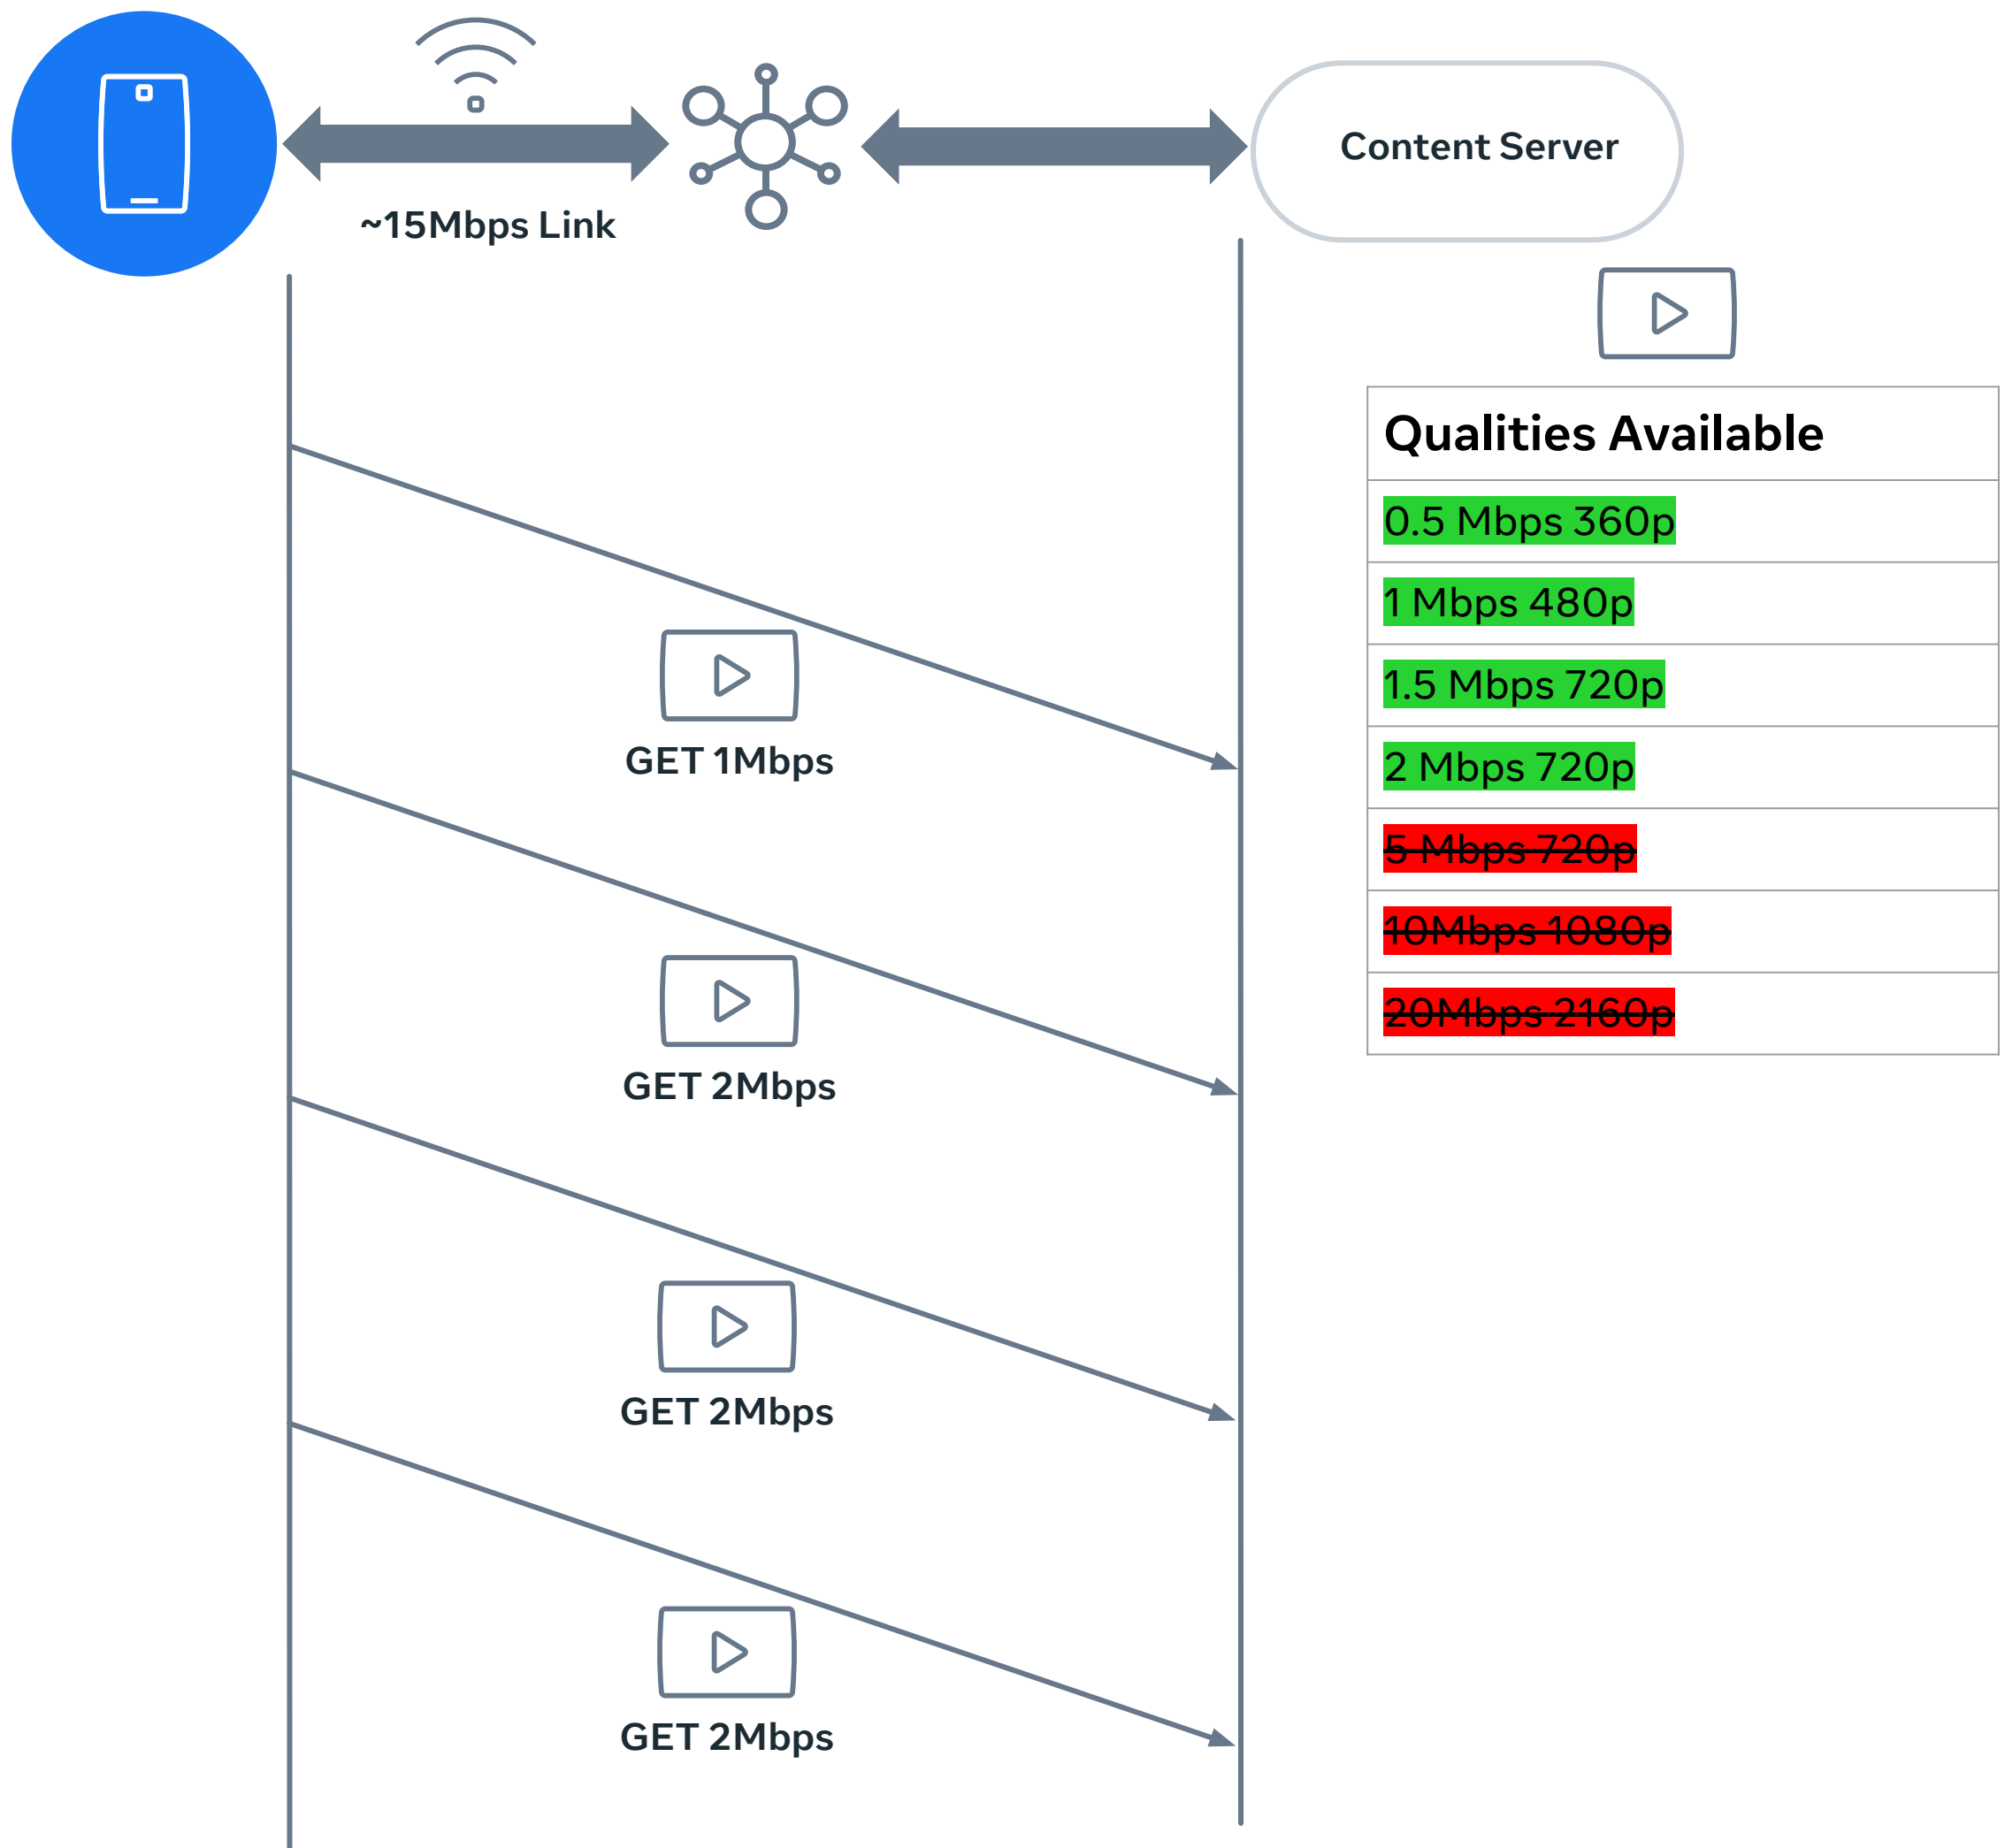 ~15Mbps Link
Content Server
Qualities Available
0.5 Mbps 360p
1 Mbps 480p
1.5 Mbps 720p
2 Mbps 720p
5 Mbps 720p
10Mbps 1080p
20Mbps 2160p
GET 1Mbps
GET 2Mbps
GET 2Mbps
GET 2Mbps